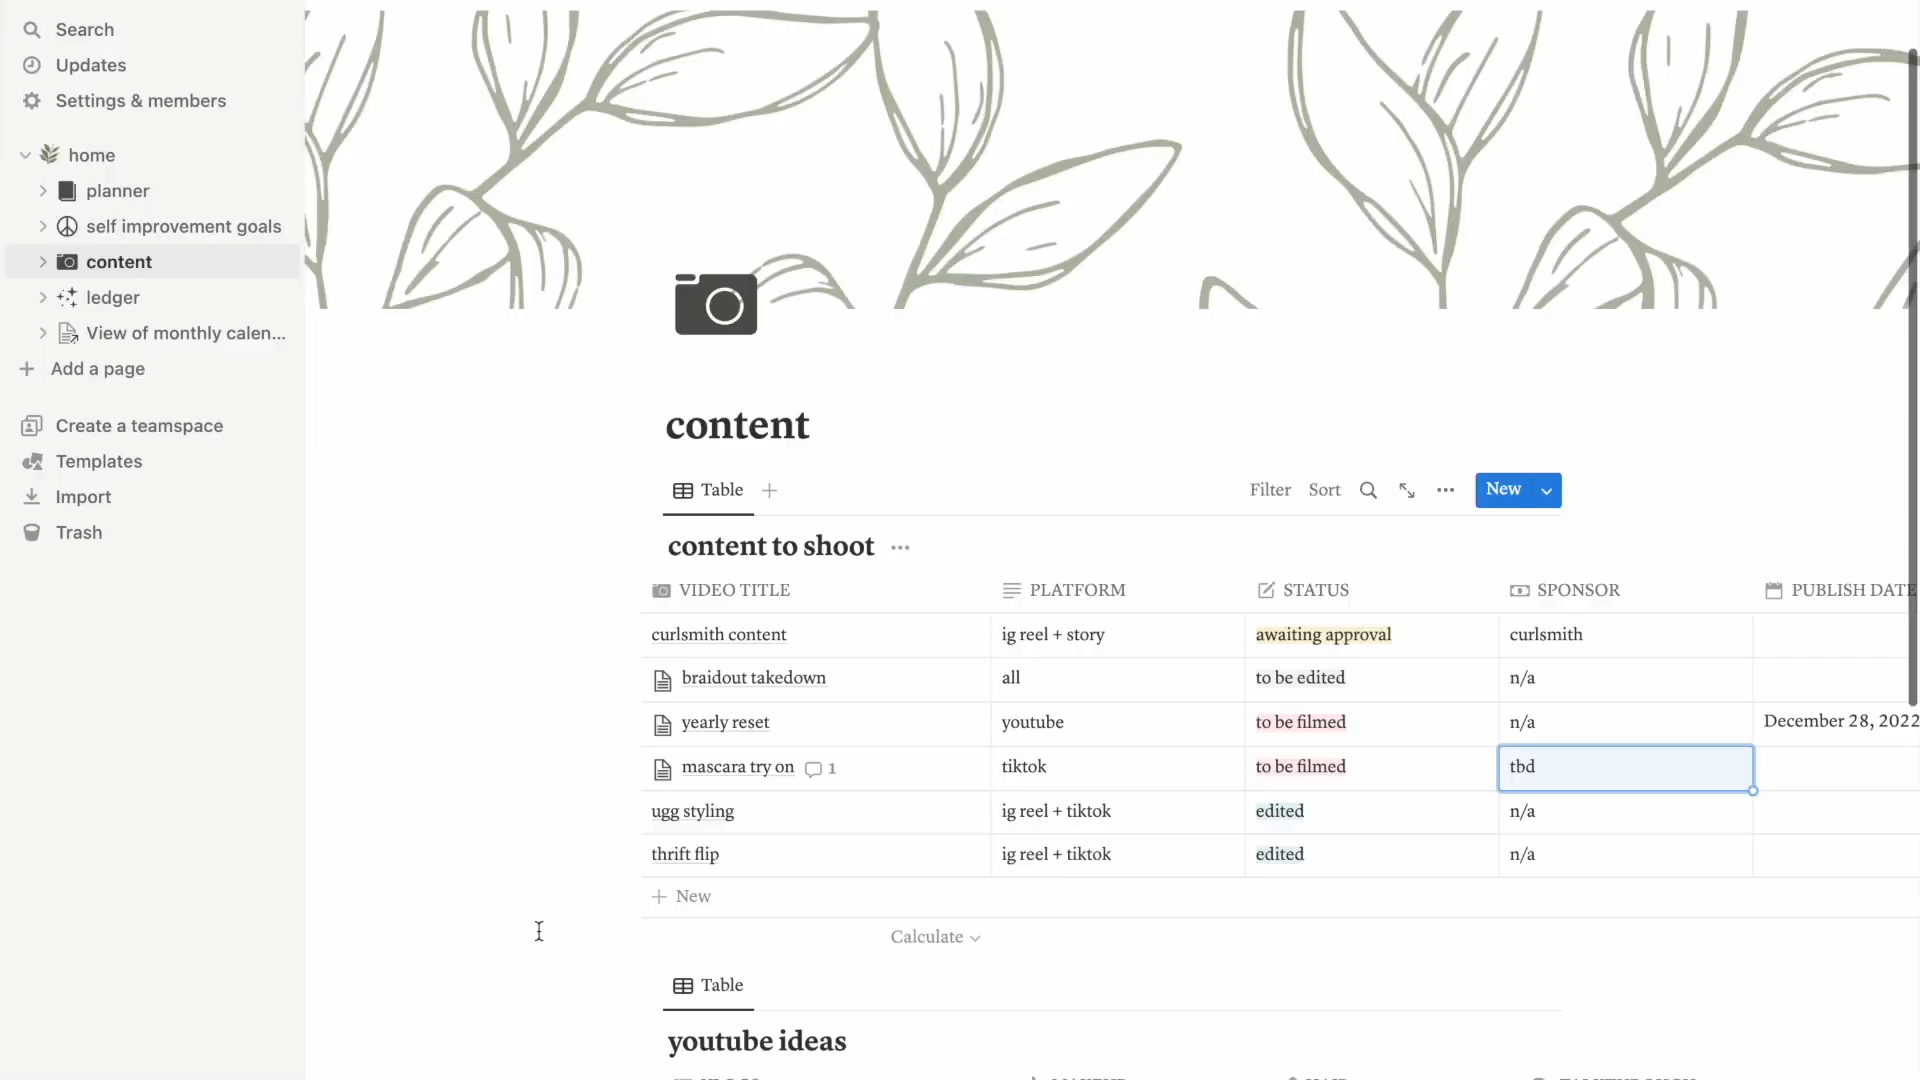 Search
Updates
Settings & members
home
planner
self improvement goals
content
ledger
View of monthly calen...
Add a page
Create a teamspace
Templates
Import
Trash
content
Table
Filter Sort New
content to shoot
VIDEO TITLE PLATFORM STATUS SPONSOR PUBLISH DATE
curlsmith content ig reel + story awaiting approval curlsmith
braidout takedown all to be edited n/a
yearly reset youtube to be filmed n/a December 28, 2022
mascara try on 1 tiktok to be filmed tbd
ugg styling ig reel + tiktok edited n/a
thrift flip ig reel + tiktok edited n/a
New
Calculate
Table
youtube ideas